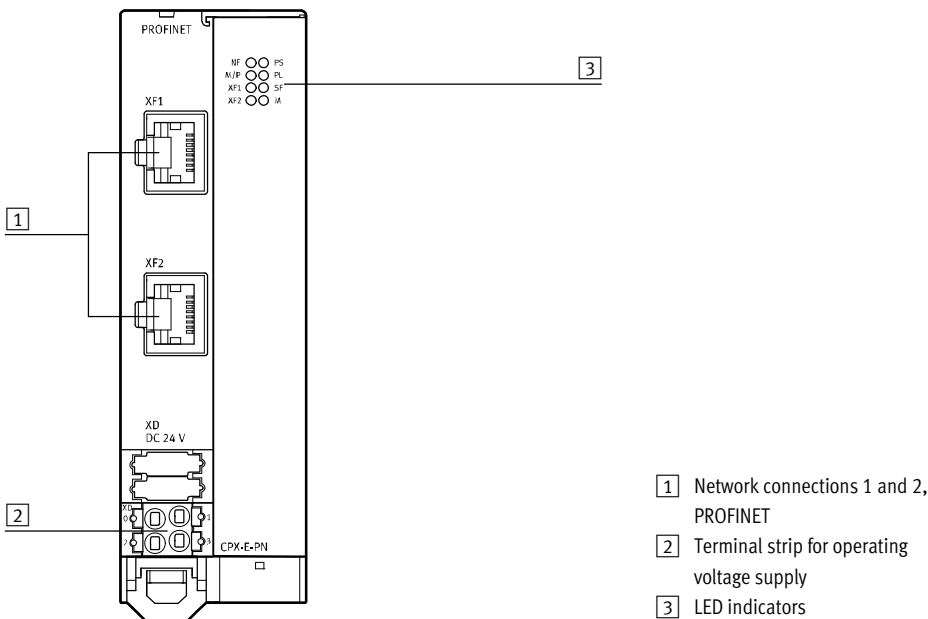 PROFINET
NF PS
M/P PL
XF1 SF
XF2 M
3
XF1
1
XF2
XD
DC 24 V
2
XD
0 1
2 3
CPX-E-PN
1 Network connections 1 and 2,
PROFINET
2 Terminal strip for operating
voltage supply
3 LED indicators